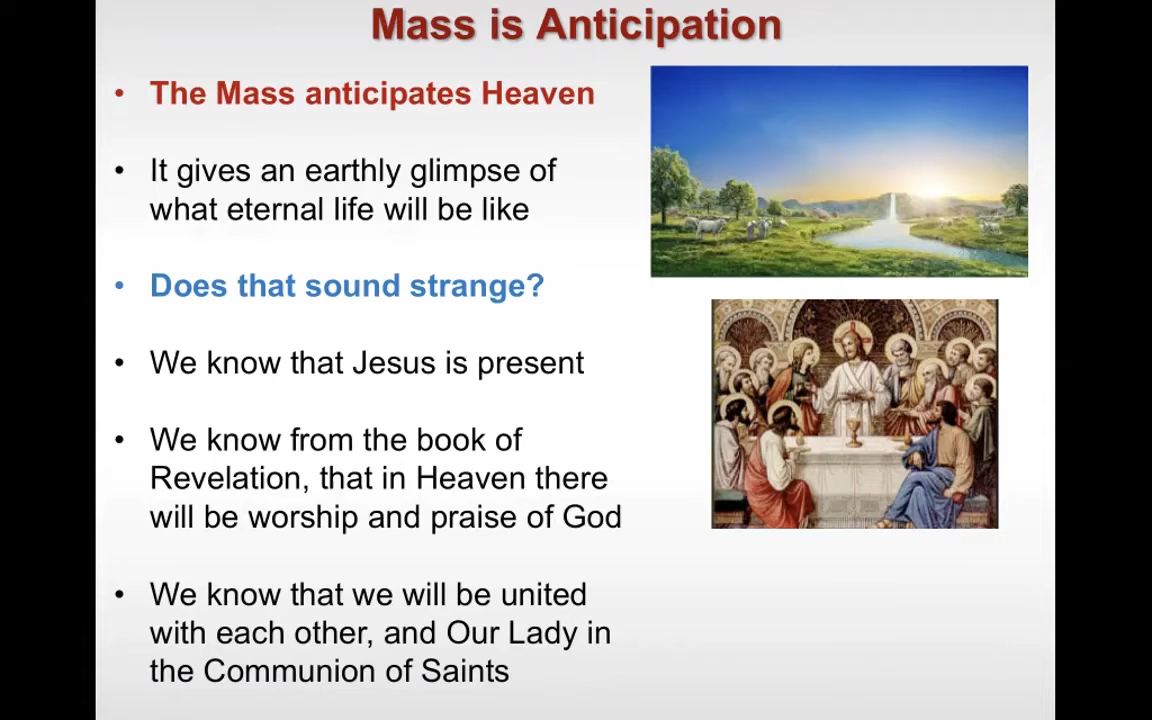 Mass is Anticipation
• The Mass anticipates Heaven
• It gives an earthly glimpse of
what eternal life will be like
• Does that sound strange?
• We know that Jesus is present
• We know from the book of
Revelation, that in Heaven there
will be worship and praise of God
• We know that we will be united
with each other, and Our Lady in
the Communion of Saints